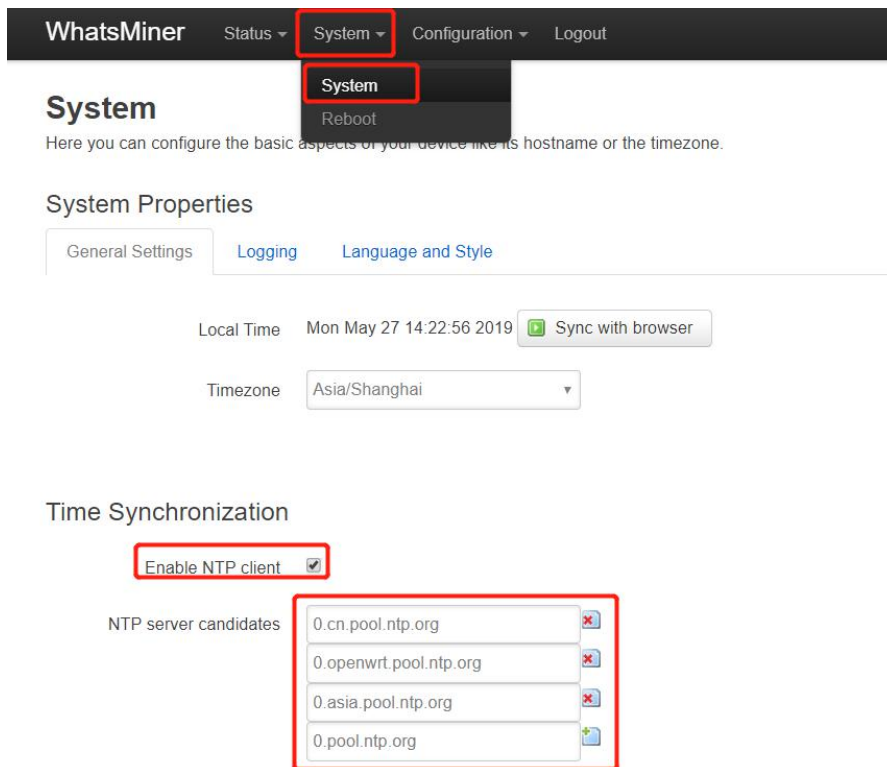 WhatsMiner Status System Configuration Logout
System
Reboot
System
Here you can configure the basic aspects of your device like its hostname or the timezone.
System Properties
General Settings Logging Language and Style
Local Time Mon May 27 14:22:56 2019 Sync with browser
Timezone Asia/Shanghai
Time Synchronization
Enable NTP client
NTP server candidates 0.cn.pool.ntp.org
0.openwrt.pool.ntp.org
0.asia.pool.ntp.org
0.pool.ntp.org